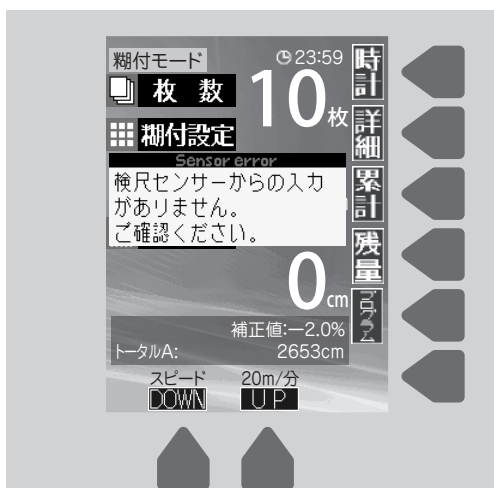 糊付モード
23:59
枚 数
10枚
糊付設定
Sensor error
検尺センサーからの入力
がありません。
ご確認ください。
0cm
補正値:−2.0%
トータルA: 2653cm
スピード 20m/分
DOWN UP
時計
詳細
累計
残量
プログラム